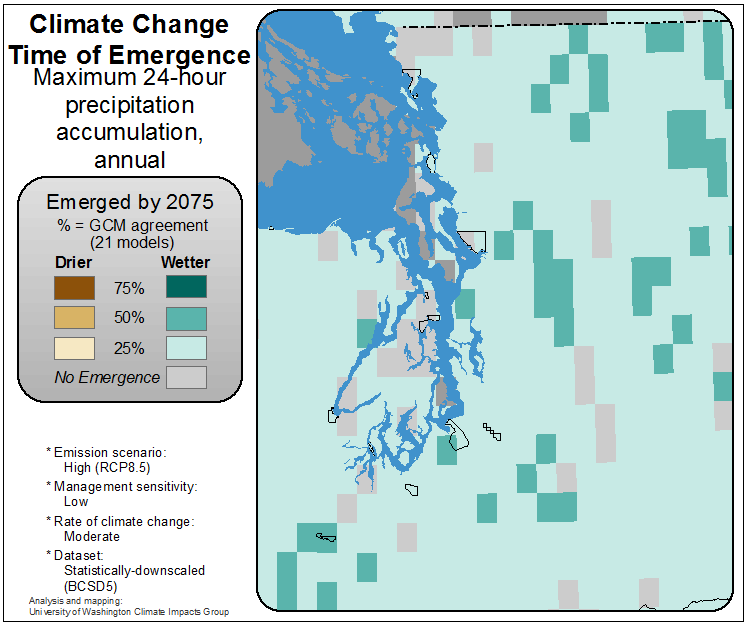 Climate Change
Time of Emergence
Maximum 24-hour
precipitation
accumulation,
annual
Emerged by 2075
% = GCM agreement
(21 models)
Drier Wetter
75%
50%
25%
No Emergence
* Emission scenario:
High (RCP8.5)
* Management sensitivity:
Low
* Rate of climate change:
Moderate
* Dataset:
Statistically-downscaled
(BCSD5)
Analysis and mapping:
University of Washington Climate Impacts Group